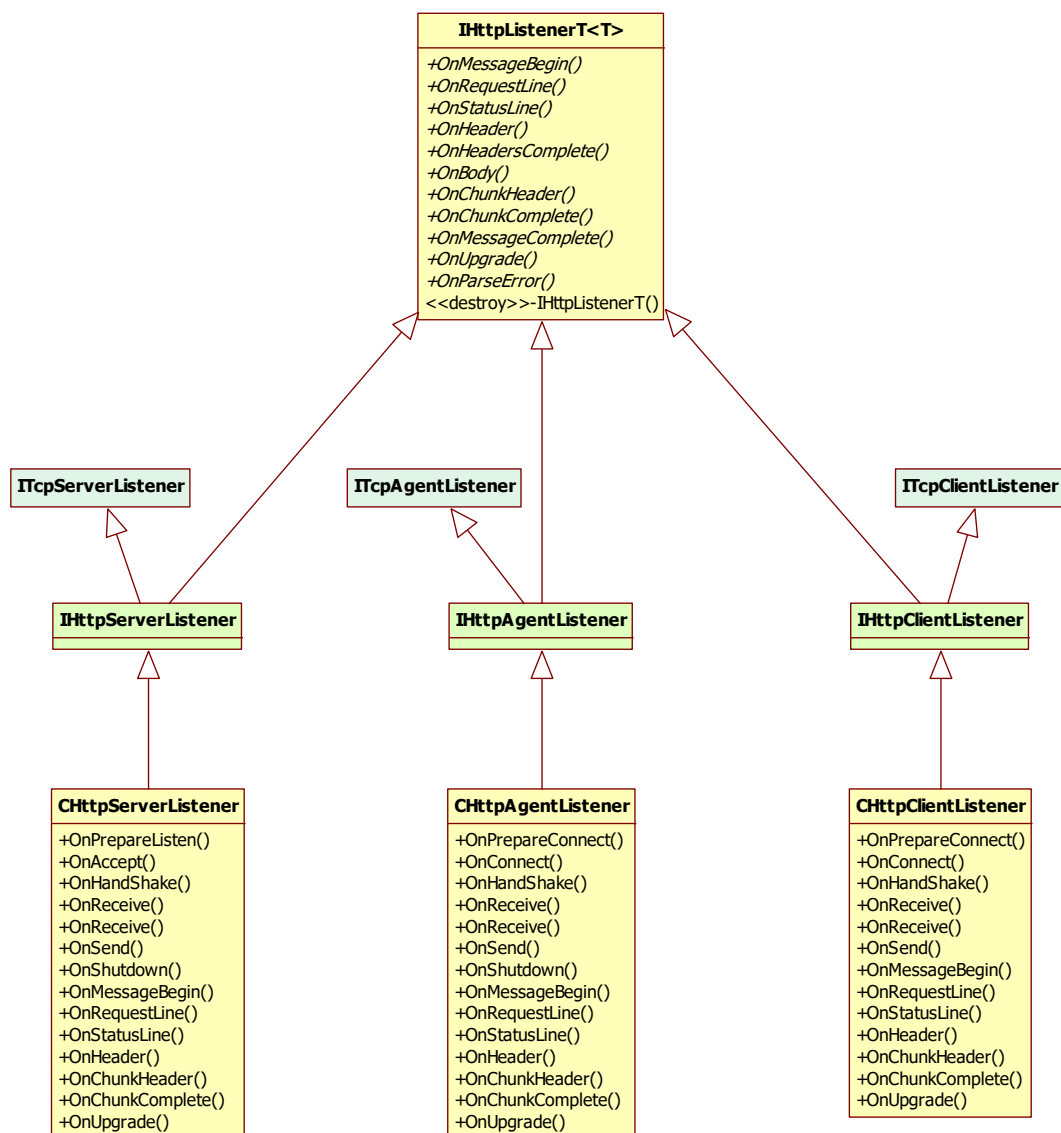 IHttpListenerT<T>
+OnMessageBegin()
+OnRequestLine()
+OnStatusLine()
+OnHeader()
+OnHeadersComplete()
+OnBody()
+OnChunkHeader()
+OnChunkComplete()
+OnMessageComplete()
+OnUpgrade()
+OnParseError()
<<destroy>>-IHttpListenerT()
ITcpServerListener
ITcpAgentListener
ITcpClientListener
IHttpServerListener
IHttpAgentListener
IHttpClientListener
CHttpServerListener
+OnPrepareListen()
+OnAccept()
+OnHandShake()
+OnReceive()
+OnReceive()
+OnSend()
+OnShutdown()
+OnMessageBegin()
+OnRequestLine()
+OnStatusLine()
+OnHeader()
+OnChunkHeader()
+OnChunkComplete()
+OnUpgrade()
CHttpAgentListener
+OnPrepareConnect()
+OnConnect()
+OnHandShake()
+OnReceive()
+OnReceive()
+OnSend()
+OnShutdown()
+OnMessageBegin()
+OnRequestLine()
+OnStatusLine()
+OnHeader()
+OnChunkHeader()
+OnChunkComplete()
+OnUpgrade()
CHttpClientListener
+OnPrepareConnect()
+OnConnect()
+OnHandShake()
+OnReceive()
+OnReceive()
+OnSend()
+OnMessageBegin()
+OnRequestLine()
+OnStatusLine()
+OnHeader()
+OnChunkHeader()
+OnChunkComplete()
+OnUpgrade()